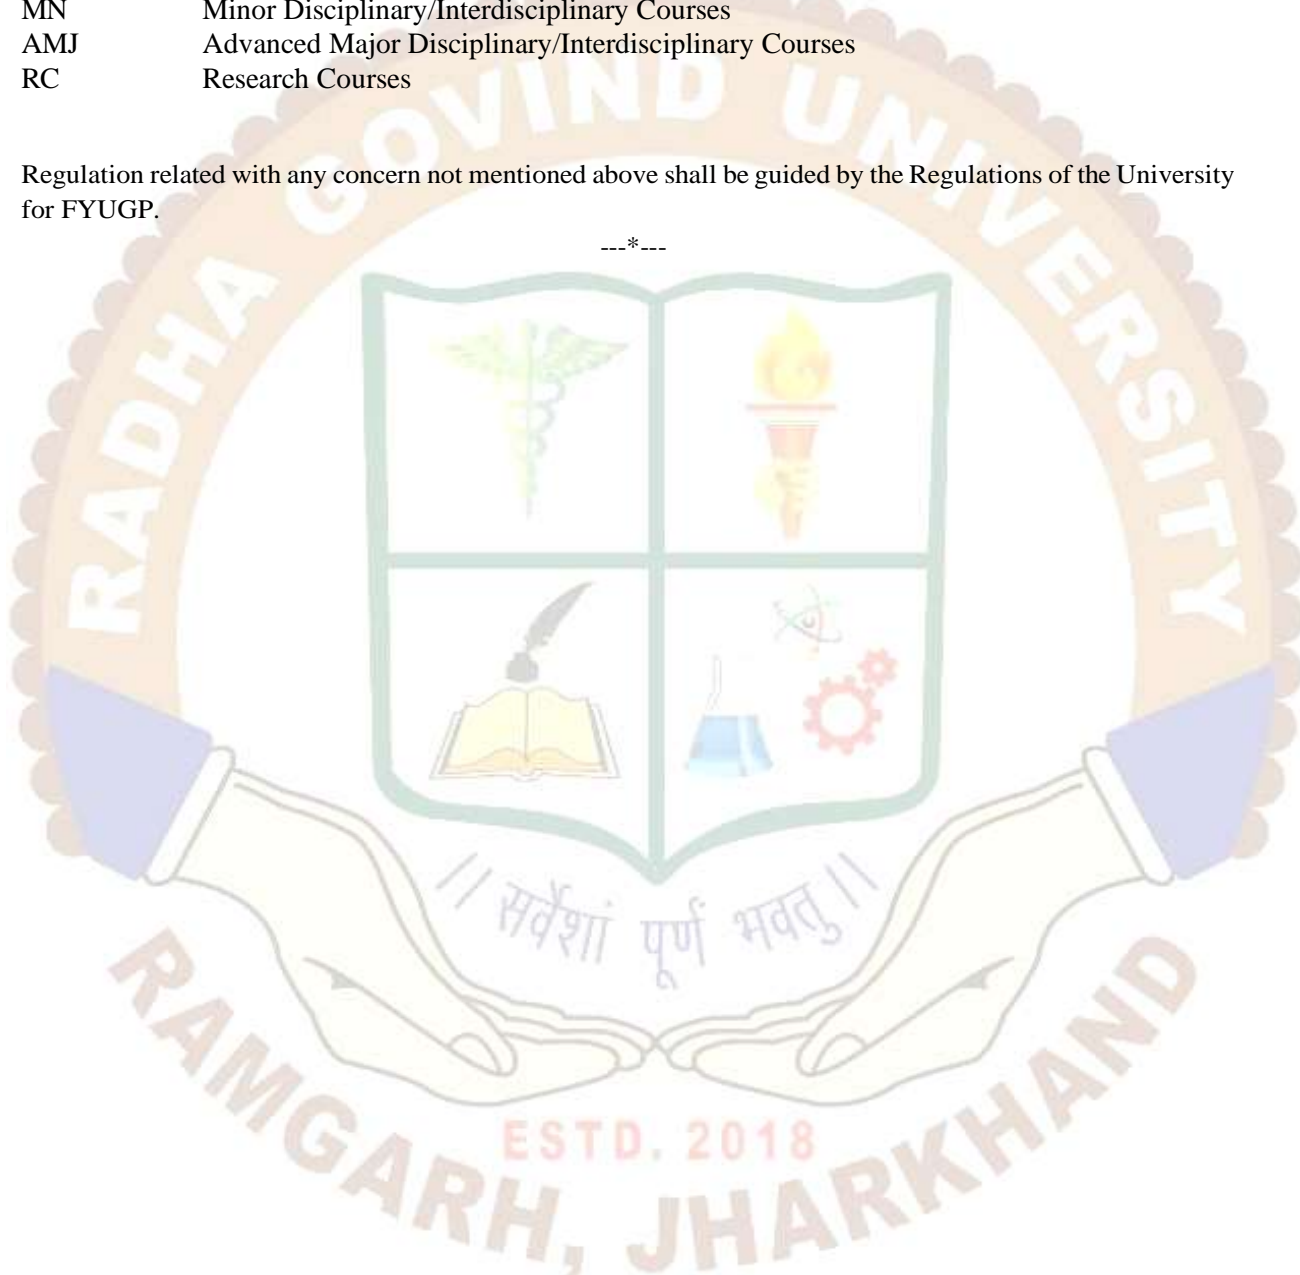 MN Minor Disciplinary/Interdisciplinary Courses
AMJ Advanced Major Disciplinary/Interdisciplinary Courses
RC Research Courses
Regulation related with any concern not mentioned above shall be guided by the Regulations of the University
for FYUGP.
---*---
RADHA GOVIND UNIVERSITY
|| सर्वेशां पूर्ण भवतु ||
ESTD. 2018
RAMGARH, JHARKHAND